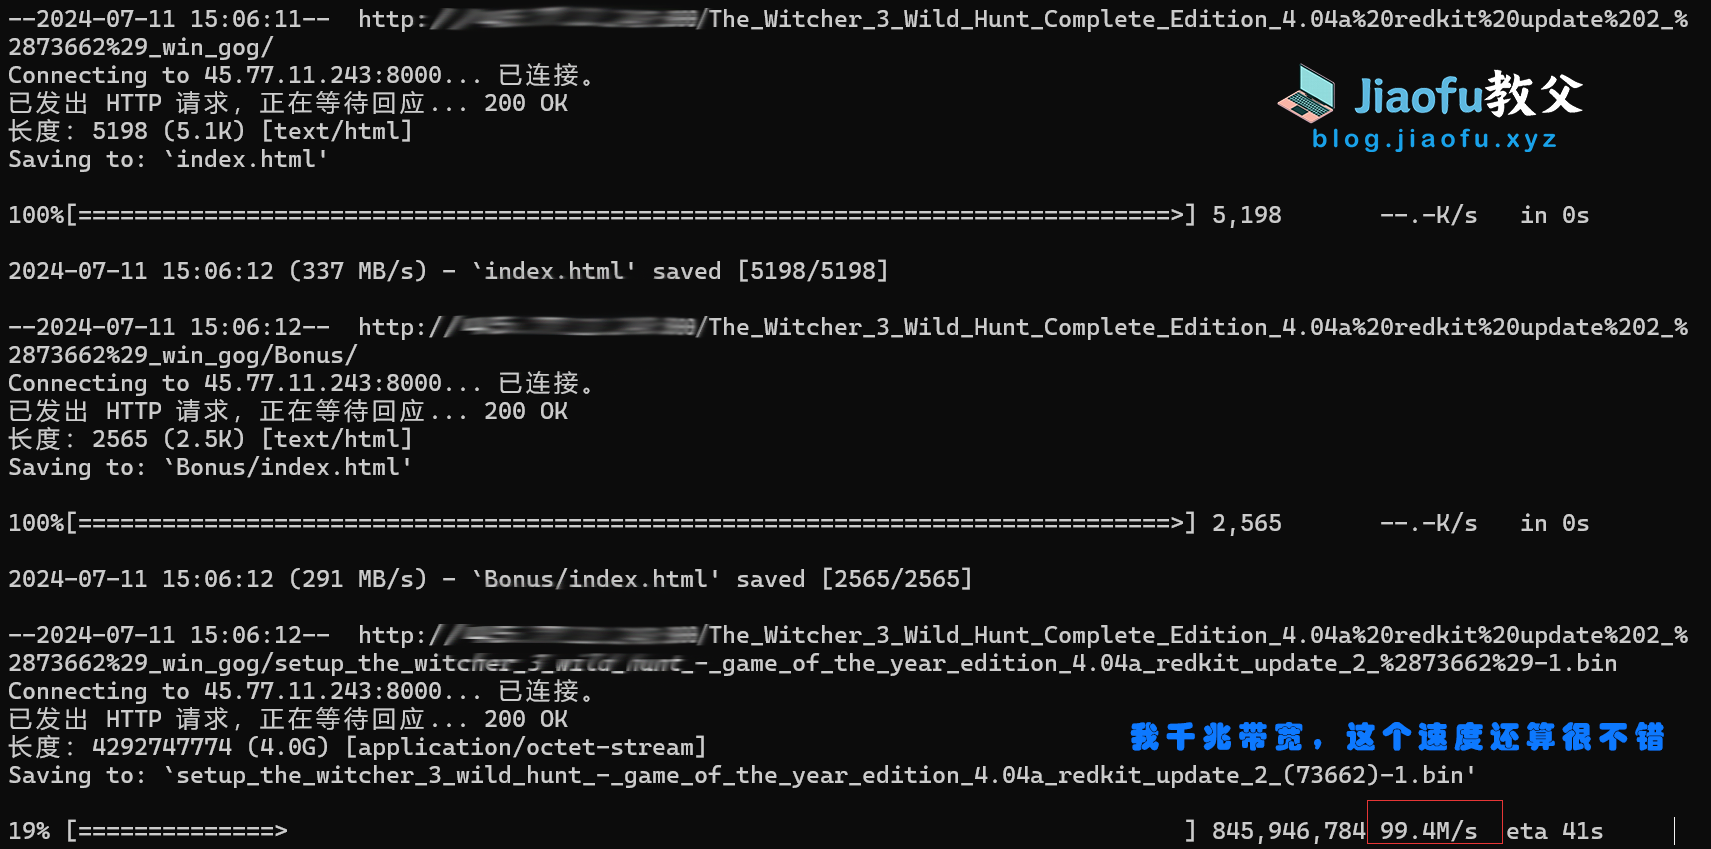 --2024-07-11 15:06:11--  http:/ /The_Witcher_3_Wild_Hunt_Complete_Edition_4.04a%20redkit%20update%202_%
2873662%29_win_gog/
Connecting to 45.77.11.243:8000... 已连接。
已发出 HTTP 请求，正在等待回应... 200 OK
长度：5198 (5.1K) [text/html]
Saving to: `index.html'
Jiaofu教父
blog.jiaofu.xyz
100%[==============================================================================>] 5,198       --.-K/s   in 0s
2024-07-11 15:06:12 (337 MB/s) - `index.html' saved [5198/5198]
--2024-07-11 15:06:12--  http:/ /The_Witcher_3_Wild_Hunt_Complete_Edition_4.04a%20redkit%20update%202_%
2873662%29_win_gog/Bonus/
Connecting to 45.77.11.243:8000... 已连接。
已发出 HTTP 请求，正在等待回应... 200 OK
长度：2565 (2.5K) [text/html]
Saving to: `Bonus/index.html'
100%[==============================================================================>] 2,565       --.-K/s   in 0s
2024-07-11 15:06:12 (291 MB/s) - `Bonus/index.html' saved [2565/2565]
--2024-07-11 15:06:12--  http:/ /The_Witcher_3_Wild_Hunt_Complete_Edition_4.04a%20redkit%20update%202_%
2873662%29_win_gog/setup_the_witcher_3_wild_hunt_-_game_of_the_year_edition_4.04a_redkit_update_2_%2873662%29-1.bin
Connecting to 45.77.11.243:8000... 已连接。
已发出 HTTP 请求，正在等待回应... 200 OK
长度：4292747774 (4.0G) [application/octet-stream]
我千兆带宽，这个速度还算很不错
Saving to: `setup_the_witcher_3_wild_hunt_-_game_of_the_year_edition_4.04a_redkit_update_2_(73662)-1.bin'
19% [==============>                                                                ] 845,946,784 99.4M/s  eta 41s